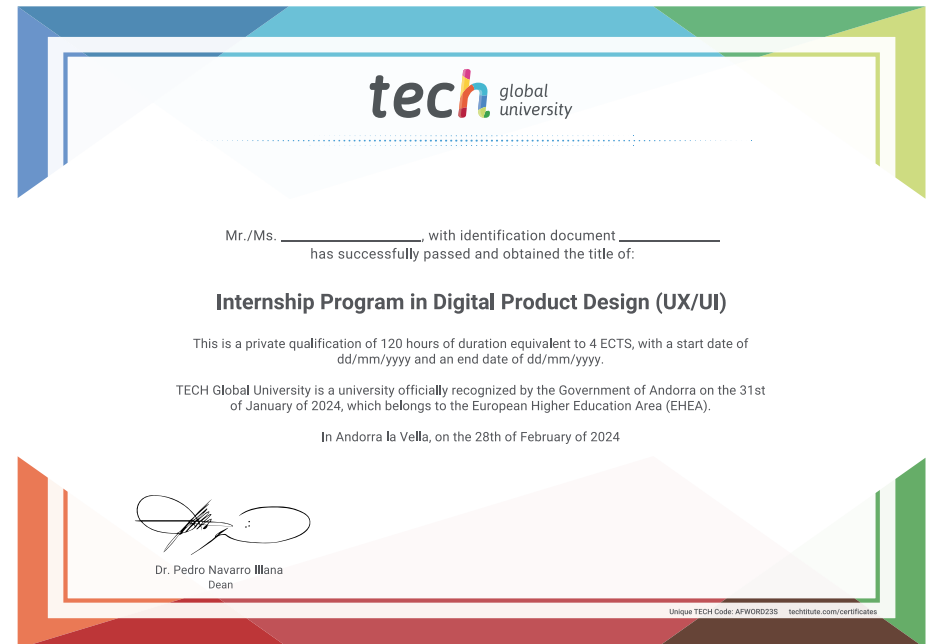 tech global
university
Mr./Ms. ____________, with identification document ____________
has successfully passed and obtained the title of:
Internship Program in Digital Product Design (UX/UI)
This is a private qualification of 120 hours of duration equivalent to 4 ECTS, with a start date of
dd/mm/yyyy and an end date of dd/mm/yyyy.
TECH Global University is a university officially recognized by the Government of Andorra on the 31st
of January of 2024, which belongs to the European Higher Education Area (EHEA).
In Andorra la Vella, on the 28th of February of 2024
Dr. Pedro Navarro Illana
Dean
Unique TECH Code: AFWORD23S techtitute.com/certificates